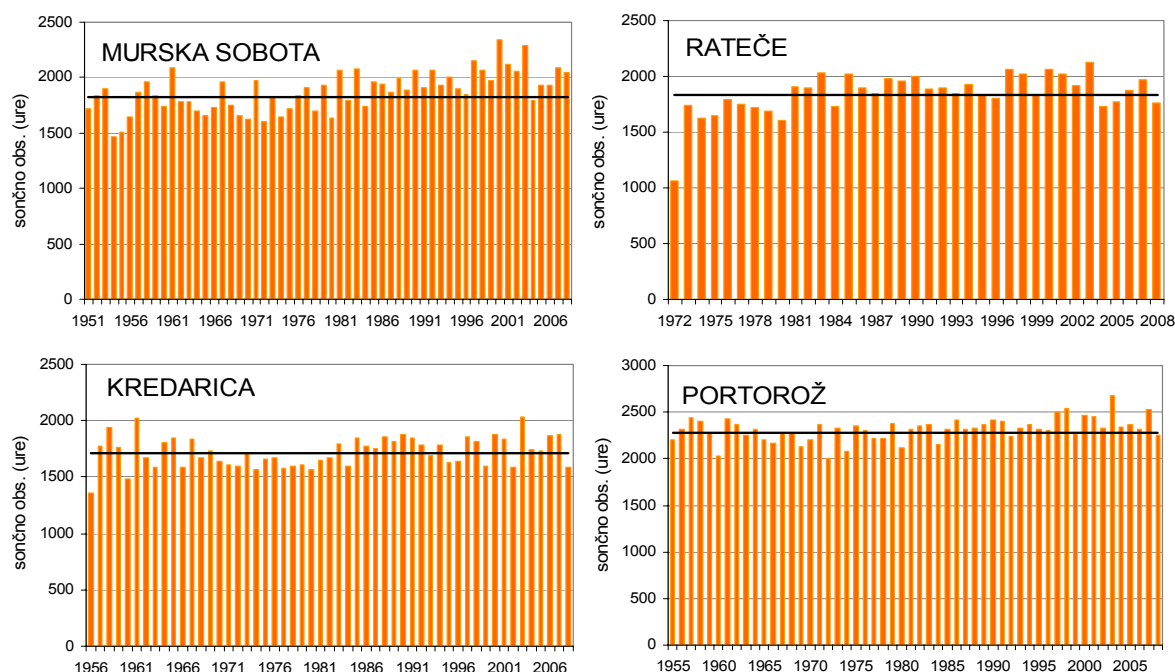 MURSKA SOBOTA
sončno obs. (ure)
2500
2000
1500
1000
500
0
1951 1956 1961 1966 1971 1976 1981 1986 1991 1996 2001 2006
RATEČE
sončno obs. (ure)
2500
2000
1500
1000
500
0
1972 1975 1978 1981 1984 1987 1990 1993 1996 1999 2002 2005 2008
KREDARICA
sončno obs. (ure)
2500
2000
1500
1000
500
0
1956 1961 1966 1971 1976 1981 1986 1991 1996 2001 2006
PORTOROŽ
sončno obs. (ure)
3000
2500
2000
1500
1000
500
0
1955 1960 1965 1970 1975 1980 1985 1990 1995 2000 2005